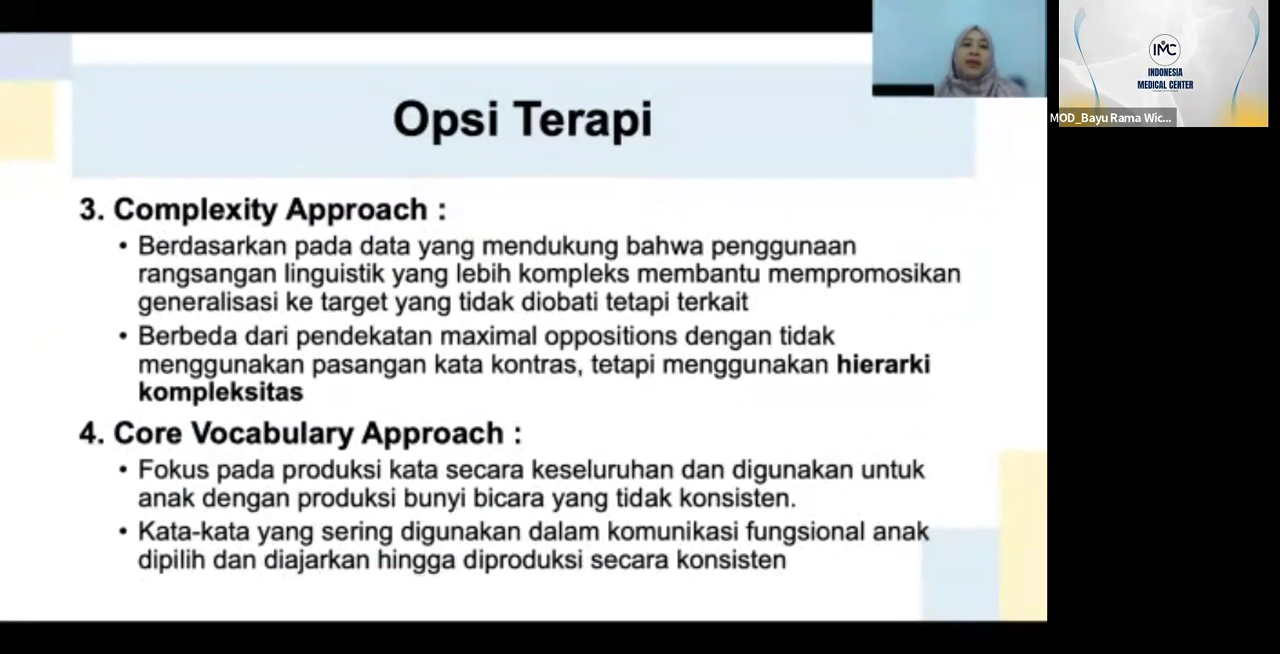 Opsi Terapi
3. Complexity Approach :
• Berdasarkan pada data yang mendukung bahwa penggunaan
rangsangan linguistik yang lebih kompleks membantu mempromosikan
generalisasi ke target yang tidak diobati tetapi terkait
• Berbeda dari pendekatan maximal oppositions dengan tidak
menggunakan pasangan kata kontras, tetapi menggunakan hierarki
kompleksitas
4. Core Vocabulary Approach :
• Fokus pada produksi kata secara keseluruhan dan digunakan untuk
anak dengan produksi bunyi bicara yang tidak konsisten.
• Kata-kata yang sering digunakan dalam komunikasi fungsional anak
dipilih dan diajarkan hingga diproduksi secara konsisten
IMC
INDONESIA
MEDICAL CENTER
MOD_Bayu Rama Wic...